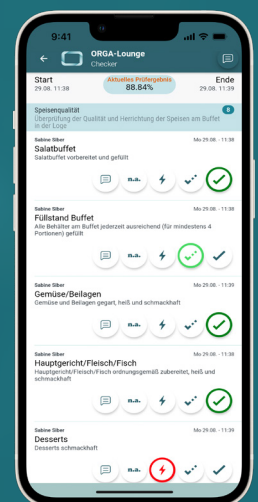 9:41
ORGA-Lounge
Checker
Start
Aktuelles Prüfergebnis
Ende
29.08. 11:38
88.84%
29.08. 11:39
Speisenqualität
8
Überprüfung der Qualität und Herrichtung der Speisen am Buffet
in der Loge
Sabine Siber
Mo 29.08. - 11:38
Salatbuffet
Salatbuffet vorbereitet und gefüllt
n.a.
Sabine Siber
Mo 29.08. - 11:38
Füllstand Buffet
Alle Behälter am Buffet jederzeit ausreichend (für mindestens 4
Portionen) gefüllt
n.a.
Sabine Siber
Mo 29.08. - 11:39
Gemüse/Beilagen
Gemüse und Beilagen gegart, heiß und schmackhaft
n.a.
Sabine Siber
Mo 29.08. - 11:38
Hauptgericht/Fleisch/Fisch
Hauptgericht/Fleisch/Fisch ordnungsgemäß zubereitet, heiß und
schmackhaft
n.a.
Sabine Siber
Mo 29.08. - 11:39
Desserts
Desserts schmackhaft
n.a.